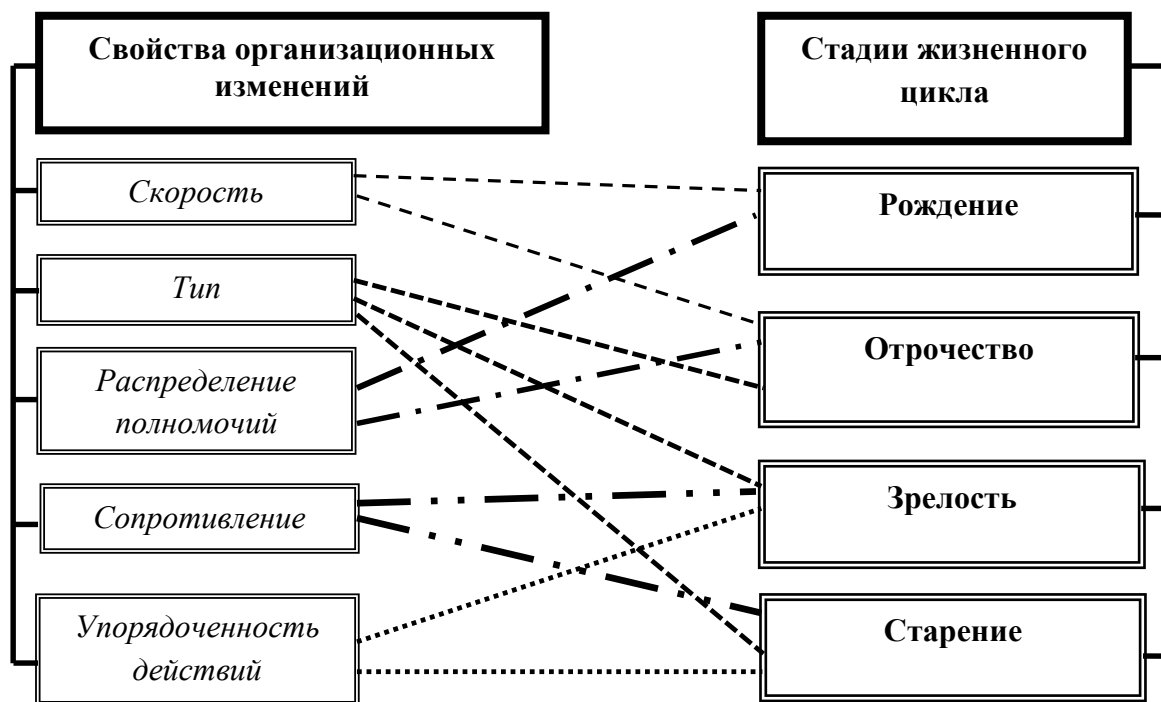 Свойства организационных
изменений
Стадии жизненного
цикла
Скорость
Рождение
Тип
Отрочество
Распределение
полномочий
Сопротивление
Зрелость
Упорядоченность
действий
Старение